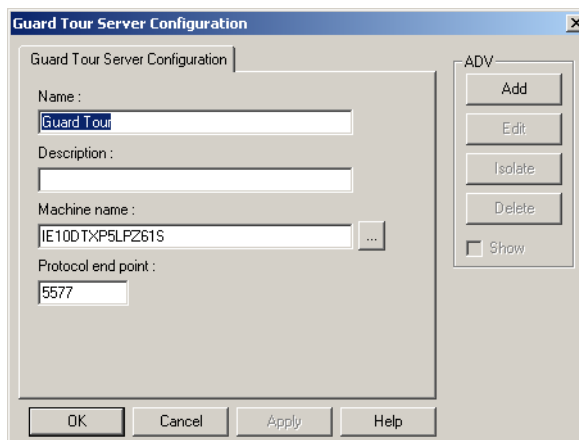 Guard Tour Server Configuration
Guard Tour Server Configuration
Name :
Guard Tour
Description :
Machine name :
IE10DTXP5LPZ61S
...
Protocol end point :
5577
ADV
Add
Edit
Isolate
Delete
Show
OK
Cancel
Apply
Help